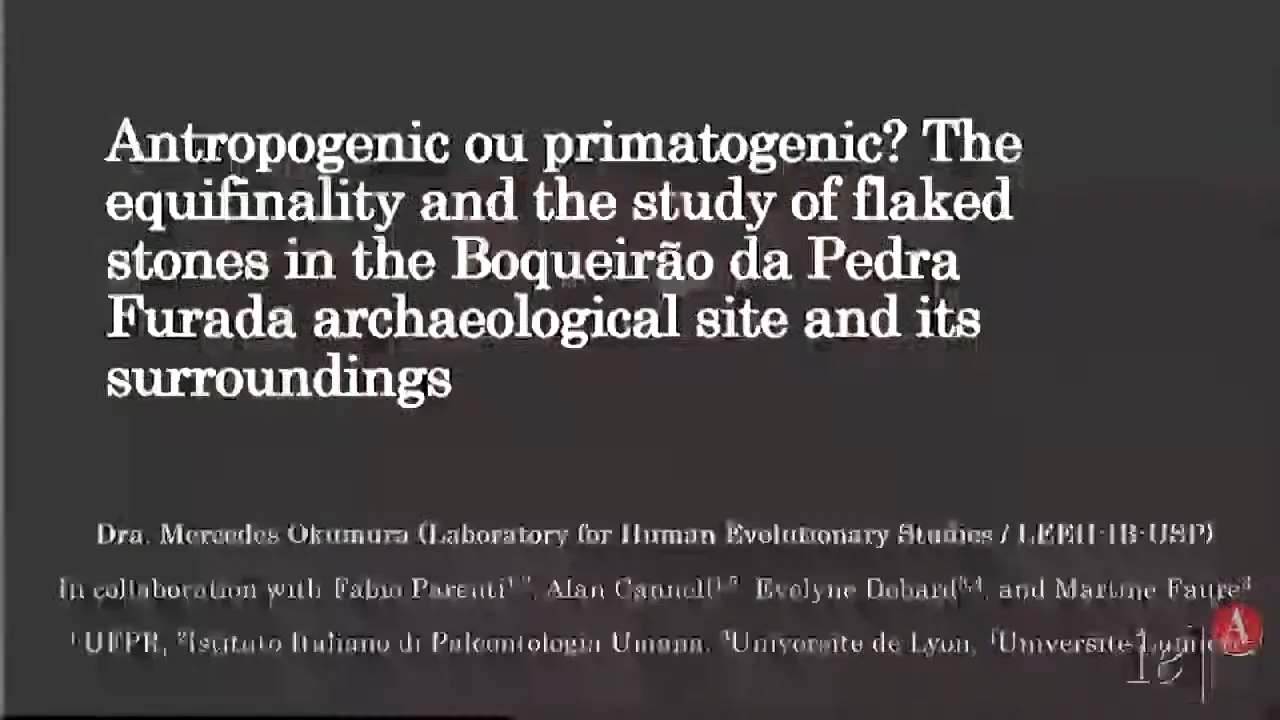 Antropogenic ou primatogenic? The
equifinality and the study of flaked
stones in the Boqueirão da Pedra
Furada archaeological site and its
surroundings
Dra. Mercedes Okumura (Laboratory for Human Evolutionary Studies / LEEH-IB-USP)
In collaboration with Fabio Parenti Alan Cannell Evelyne and Martine Faure
UFPR, Istituto Italiano di Paleontologia Umana, Université de Lyon, Université
A